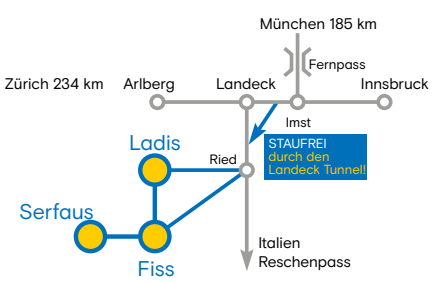 München 185 km
Fernpass
Zürich 234 km Arlberg Landeck Innsbruck
Imst
STAUFREI
durch den
Landeck Tunnel!
Ladis
Ried
Serfaus
Fiss
Italien
Reschenpass